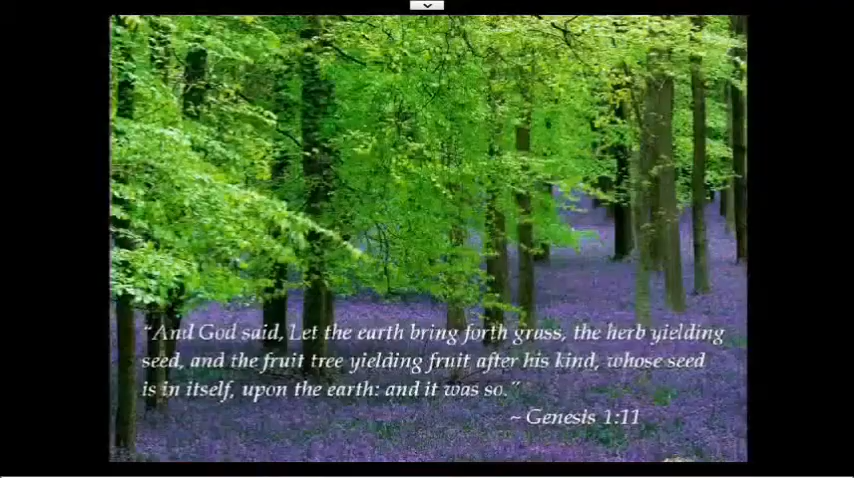 “And God said, Let the earth bring forth grass, the herb yielding
seed, and the fruit tree yielding fruit after his kind, whose seed
is in itself, upon the earth: and it was so.”
~ Genesis 1:11